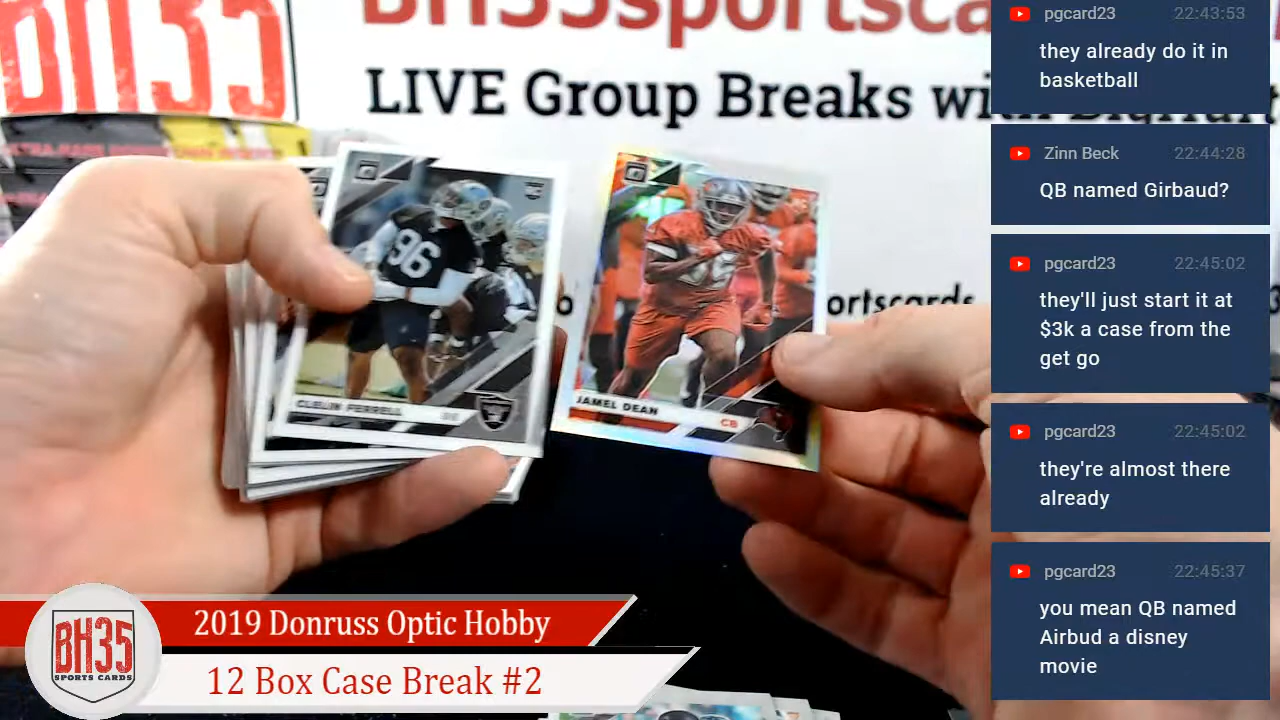 BH35
BH35sportsca
LIVE Group Breaks wi
ortscards
96
CLELIN FERRELL
JAMEL DEAN
CB
2019 Donruss Optic Hobby
12 Box Case Break #2
BH35
SPORTS CARDS
pgcard23 22:43:53
they already do it in
basketball
Zinn Beck 22:44:28
QB named Girbaud?
pgcard23 22:45:02
they'll just start it at
$3k a case from the
get go
pgcard23 22:45:02
they're almost there
already
pgcard23 22:45:37
you mean QB named
Airbud a disney
movie